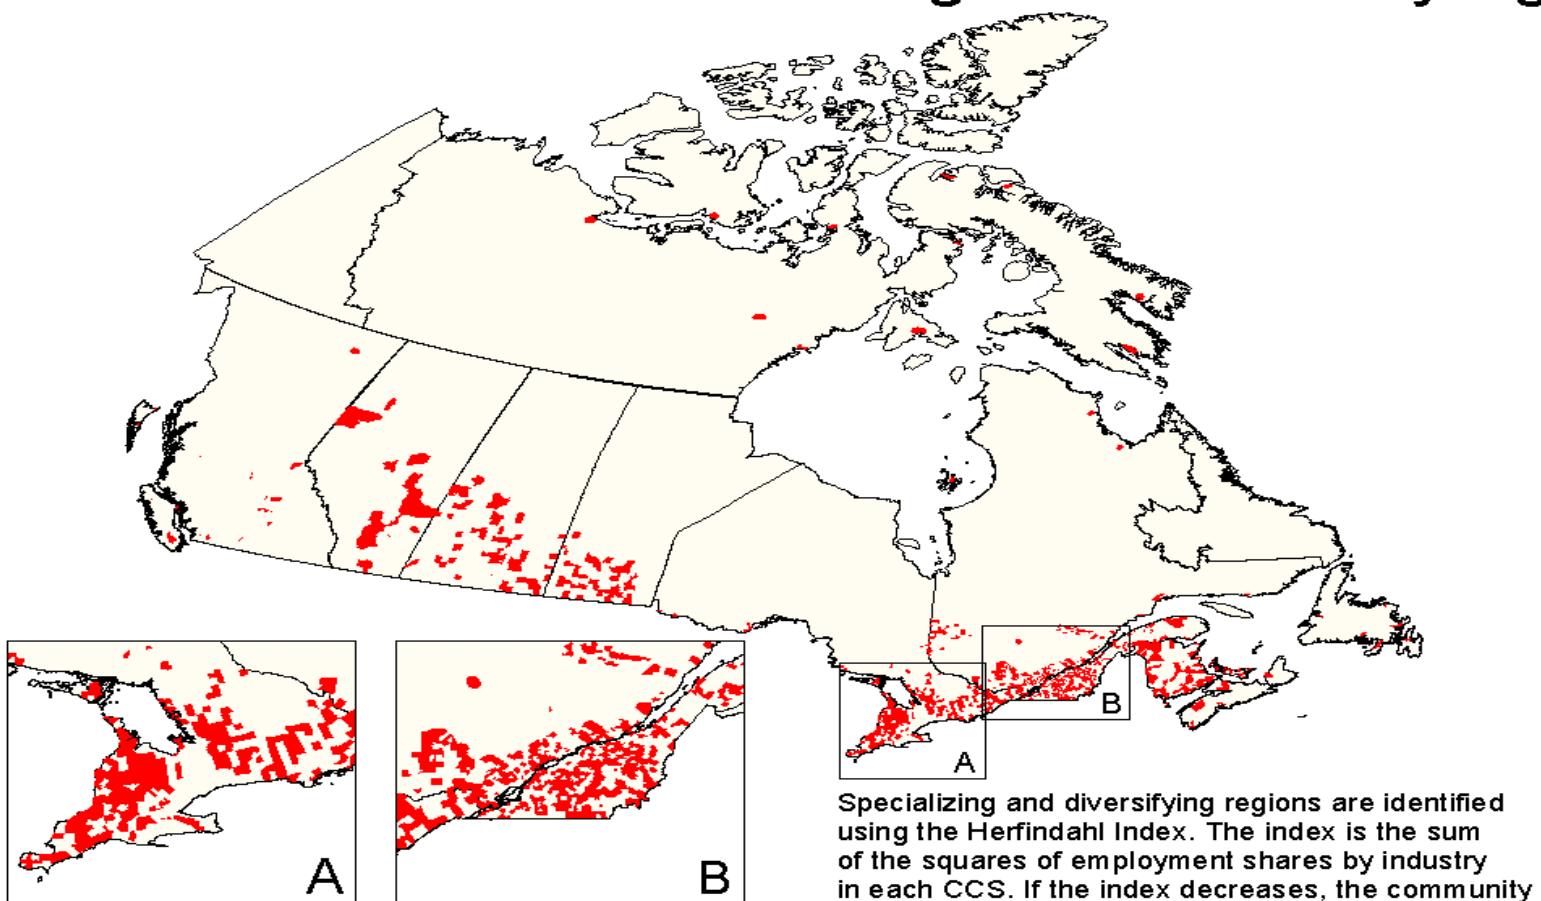 B
A
A
B
Specializing and diversifying regions are identified
using the Herfindahl Index. The index is the sum
of the squares of employment shares by industry
in each CCS. If the index decreases, the community